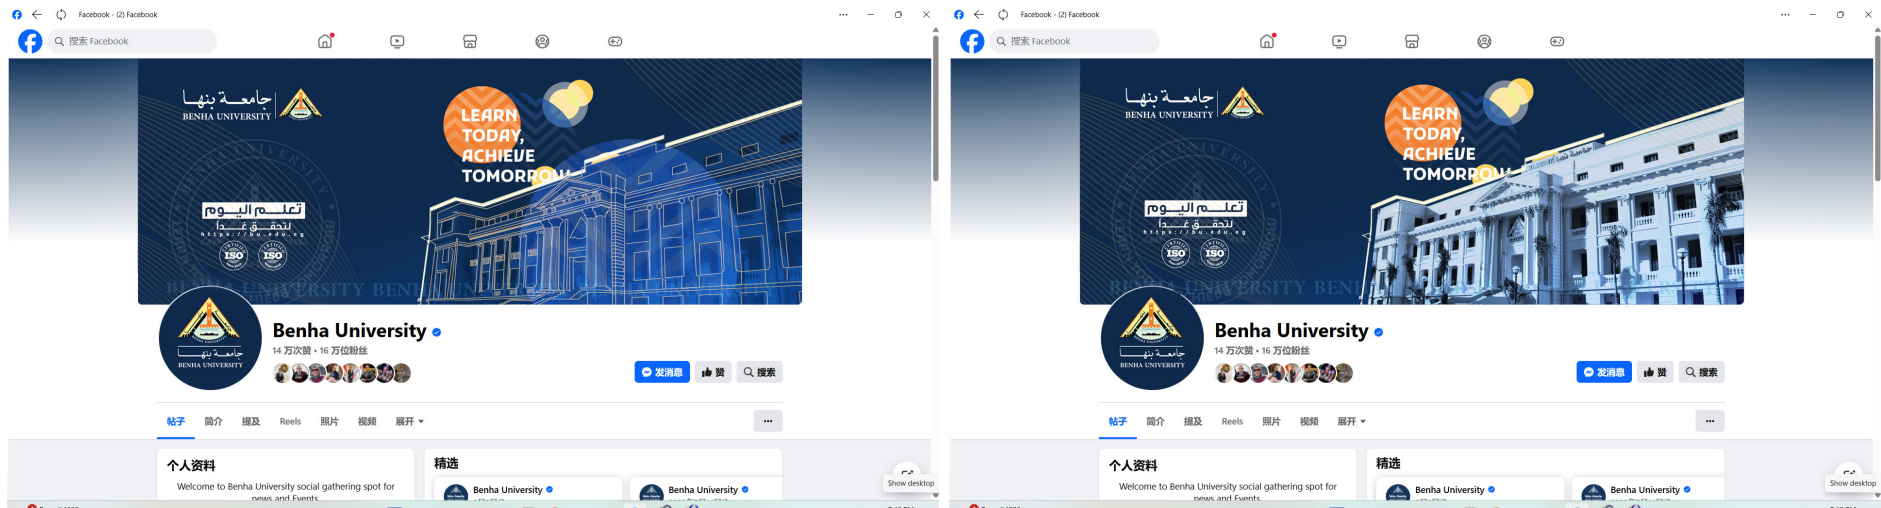 Facebook - (2) Facebook
搜索 Facebook
جامعة بنها
BENHA UNIVERSITY
LEARN
TODAY,
ACHIEVE
TOMORROW
تعلم اليوم
لتحقق غداً
https://bu.edu.eg
ISO
ISO
جامعة بنها
BENHA UNIVERSITY
Benha University
14 万次赞 • 16 万位粉丝
发消息
赞
搜索
帖子
简介
提及
Reels
照片
视频
展开
个人资料
Welcome to Benha University social gathering spot for
news and Events
精选
Benha University
Benha University
Show desktop
Facebook - (2) Facebook
搜索 Facebook
جامعة بنها
BENHA UNIVERSITY
LEARN
TODAY,
ACHIEVE
TOMORROW
تعلم اليوم
لتحقق غداً
https://bu.edu.eg
ISO
ISO
جامعة بنها
BENHA UNIVERSITY
Benha University
14 万次赞 • 16 万位粉丝
发消息
赞
搜索
帖子
简介
提及
Reels
照片
视频
展开
个人资料
Welcome to Benha University social gathering spot for
news and Events
精选
Benha University
Benha University
Show desktop